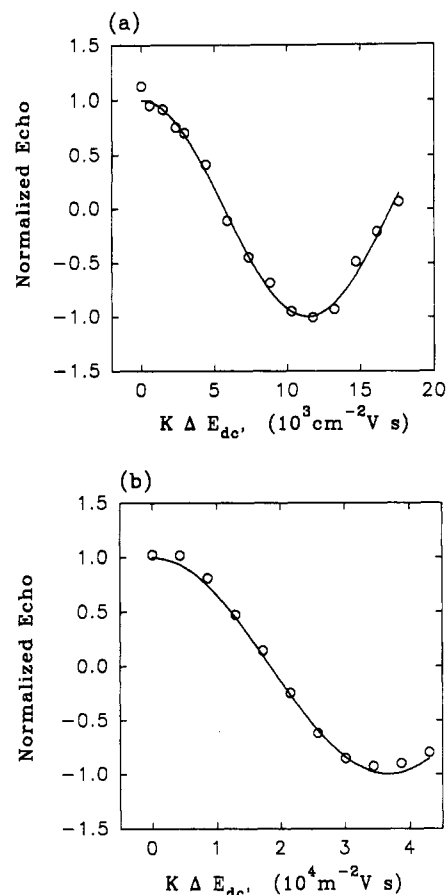 (a)
1.5
1.0
0.5
0.0
-0.5
-1.0
-1.5
Normalized Echo
0 5 10 15 20
K Δ E_dc' (10³cm⁻²V s)
(b)
1.5
1.0
0.5
0.0
-0.5
-1.0
-1.5
Normalized Echo
0 1 2 3 4
K Δ E_dc' (10⁴m⁻²V s)